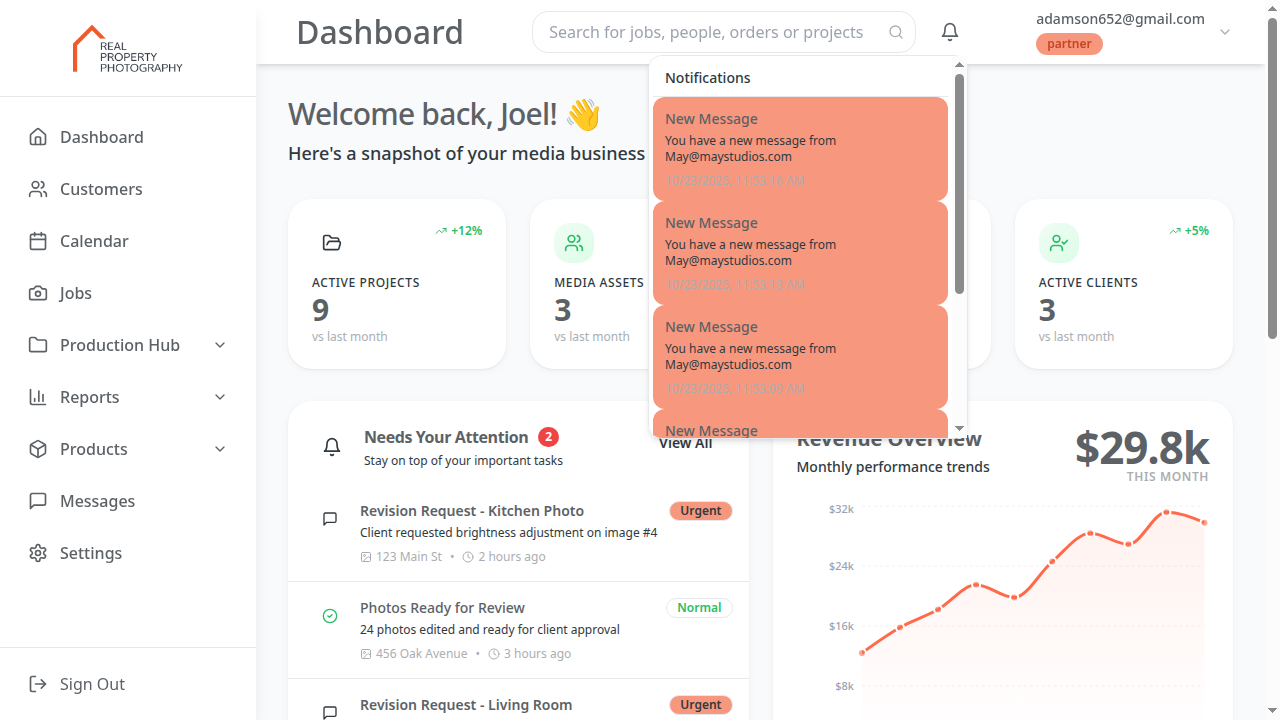 REAL
PROPERTY
PHOTOGRAPHY
Dashboard
Customers
Calendar
Jobs
Production Hub
Reports
Products
Messages
Settings
Sign Out
Dashboard
Search for jobs, people, orders or projects
adamson652@gmail.com
partner
Notifications
New Message
You have a new message from
May@maystudios.com
10/23/2025, 11:53:16 AM
New Message
You have a new message from
May@maystudios.com
10/23/2025, 11:53:13 AM
New Message
You have a new message from
May@maystudios.com
10/23/2025, 11:53:09 AM
New Message
Welcome back, Joel! 👋
Here's a snapshot of your media business
+12%
ACTIVE PROJECTS
9
vs last month
MEDIA ASSETS
3
vs last month
+5%
ACTIVE CLIENTS
3
vs last month
Needs Your Attention 2
Stay on top of your important tasks
View All
Revision Request - Kitchen Photo
Urgent
Client requested brightness adjustment on image #4
123 Main St • 2 hours ago
Photos Ready for Review
Normal
24 photos edited and ready for client approval
456 Oak Avenue • 3 hours ago
Revision Request - Living Room
Urgent
Revenue Overview
Monthly performance trends
$29.8k
THIS MONTH
$32k
$24k
$16k
$8k